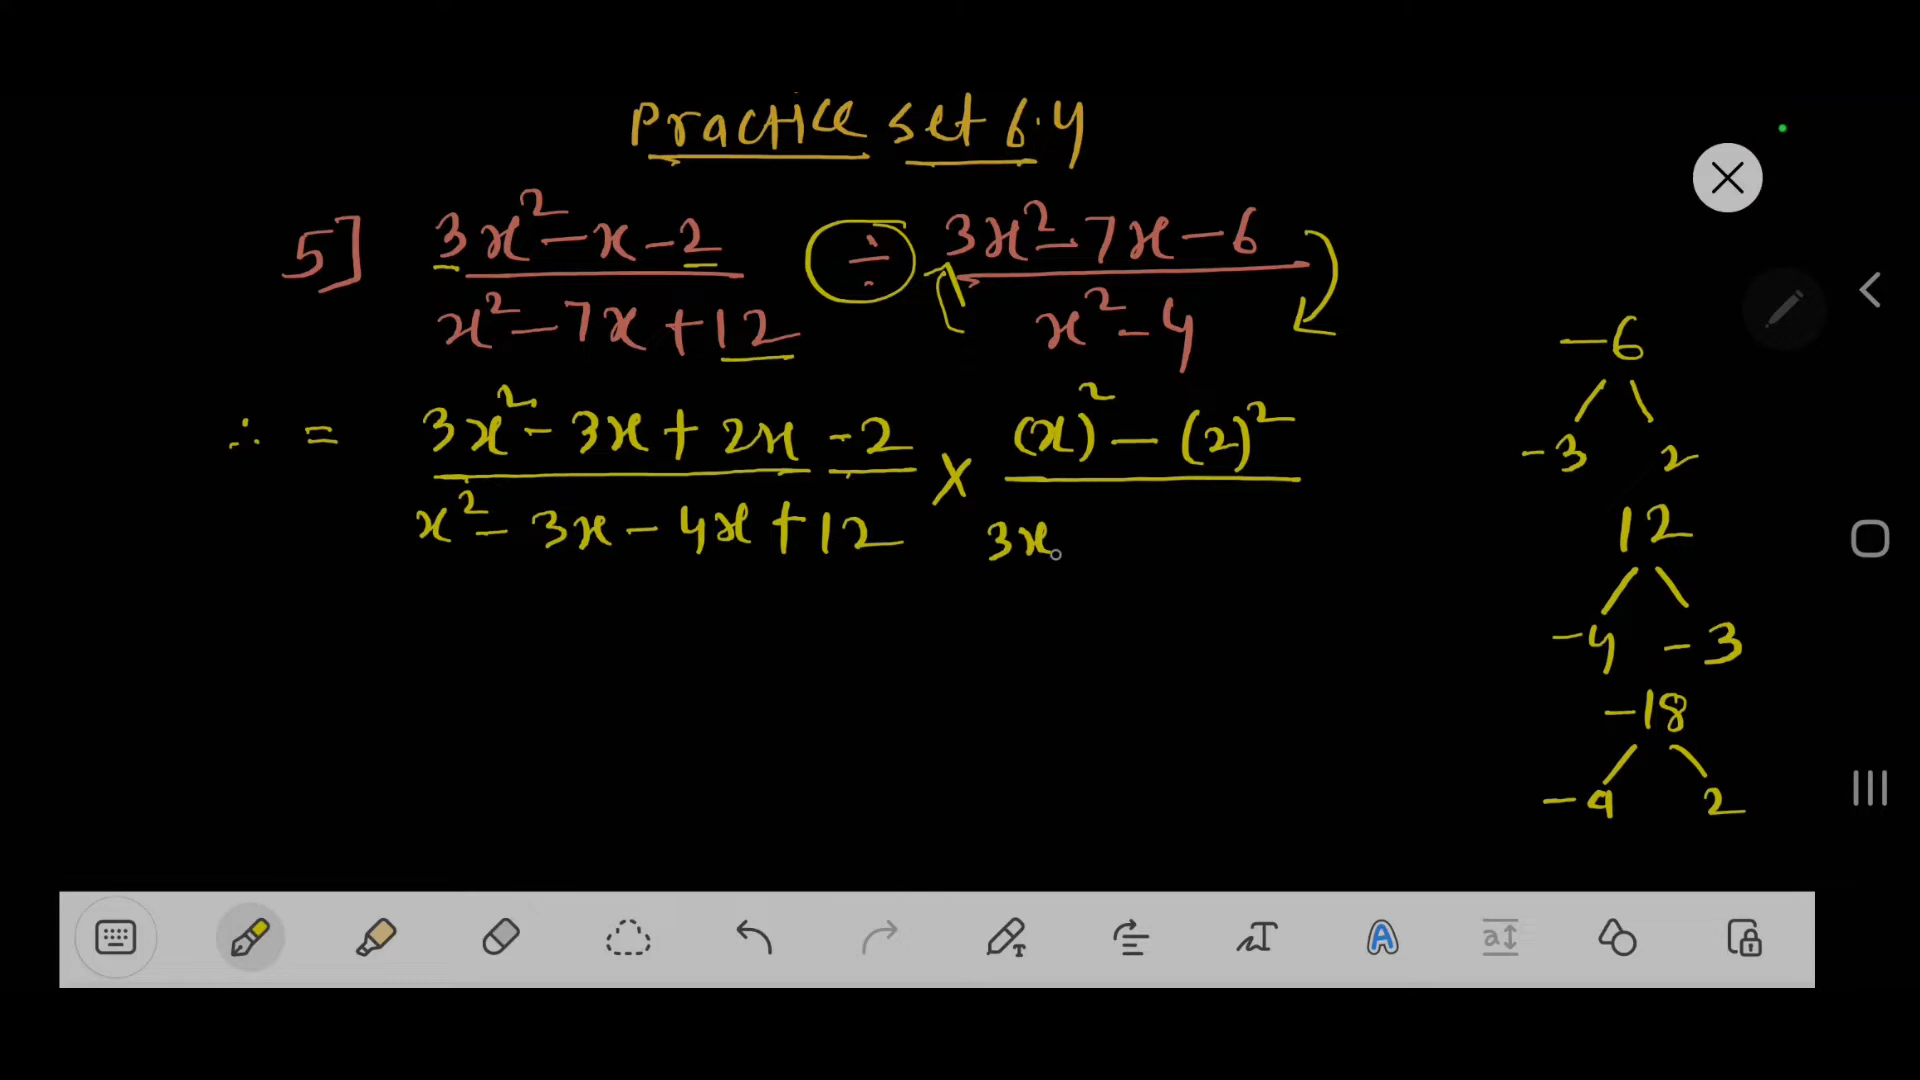 Practice set 6.4
5] 3x²-x-2 / x²-7x+12 ÷ 3x²-7x-6 / x²-4
∴ = 3x²-3x+2x-2 / x²-3x-4x+12 × (x)²-(2)² / 3x
-6
-3 2
12
-4 -3
-18
-9 2